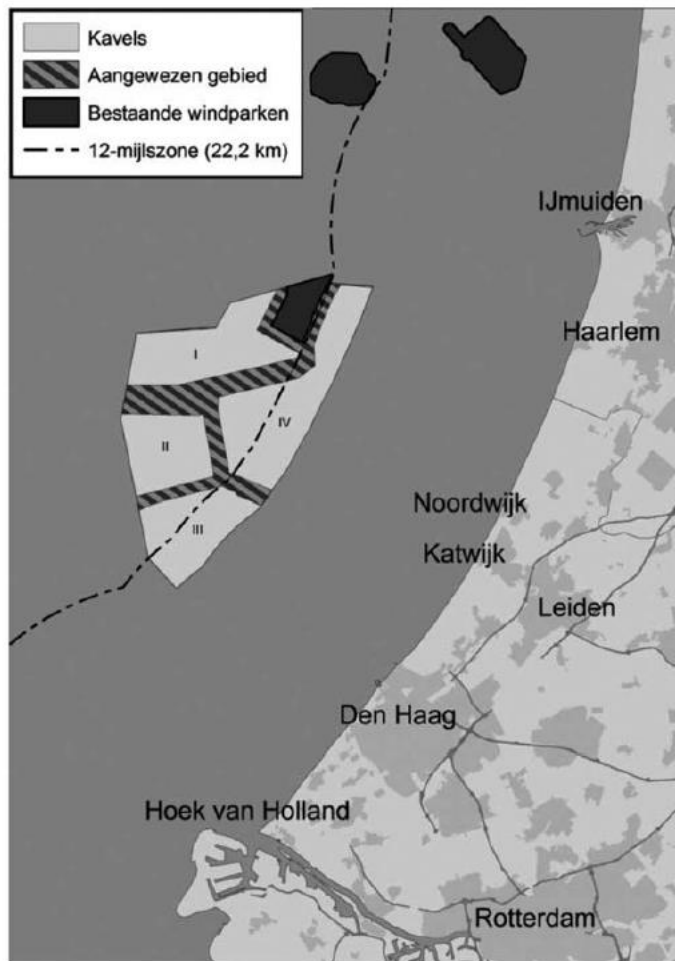 Kavels
Aangewezen gebied
Bestaande windparken
12-mijlszone (22,2 km)
IJmuiden
Haarlem
I
IV
II
Noordwijk
III
Katwijk
Leiden
Den Haag
Hoek van Holland
Rotterdam